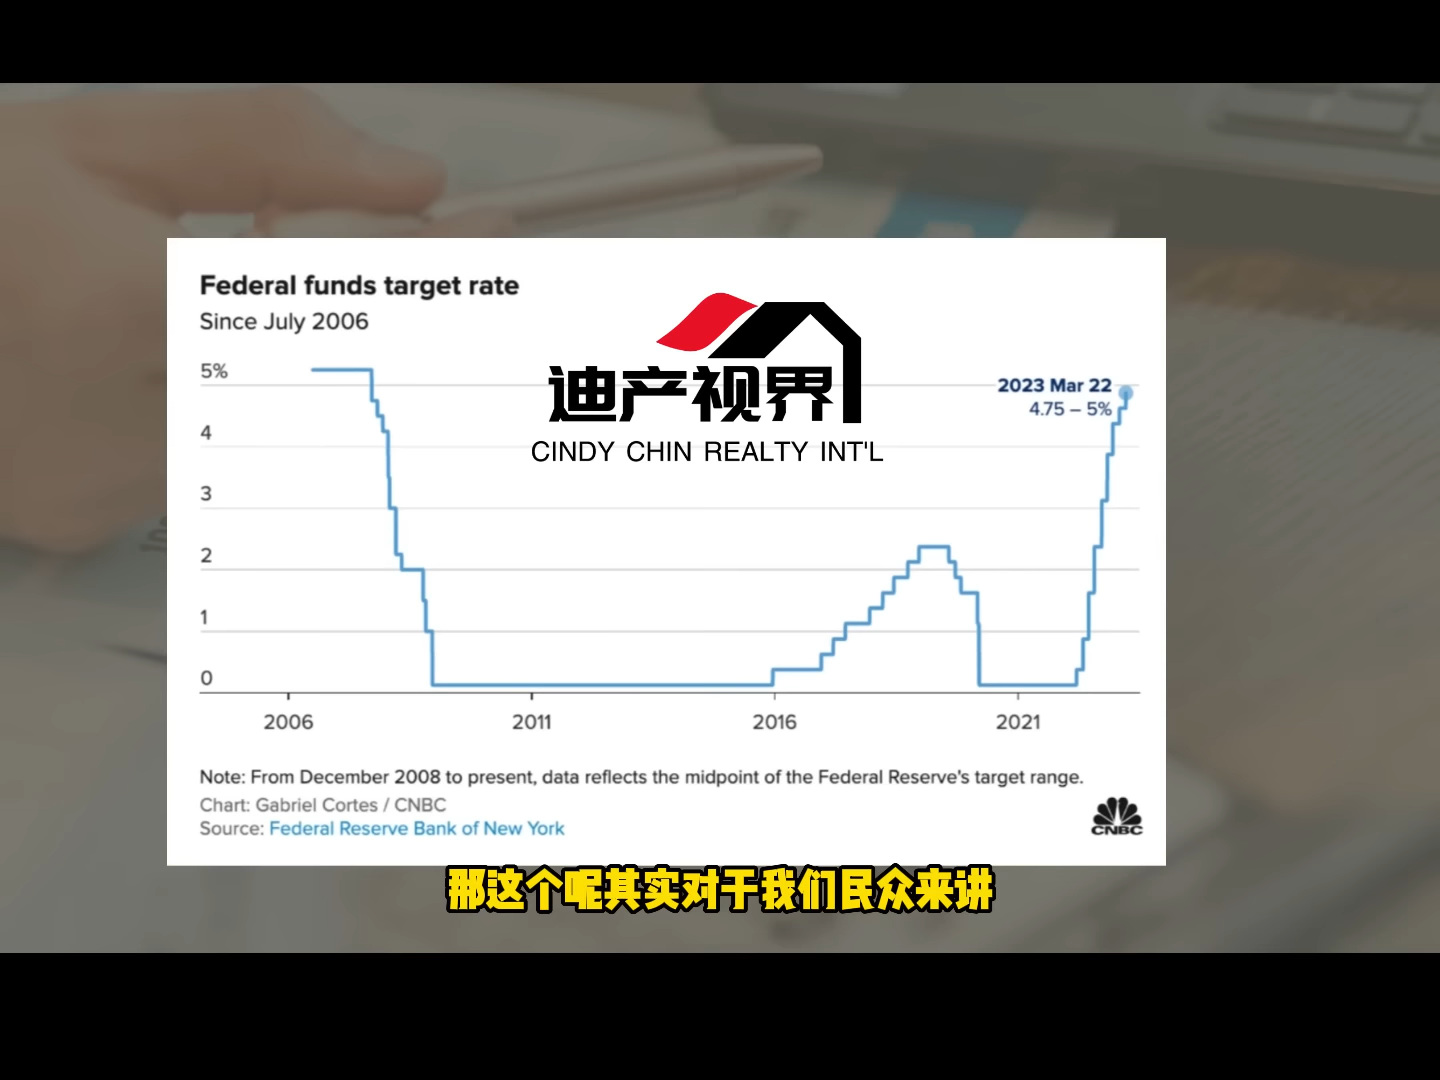 Federal funds target rate
Since July 2006
迪产视界
CINDY CHIN REALTY INT'L
5%
4
3
2
1
0
2023 Mar 22
4.75 – 5%
2006
2011
2016
2021
Note: From December 2008 to present, data reflects the midpoint of the Federal Reserve's target range.
Chart: Gabriel Cortes / CNBC
Source: Federal Reserve Bank of New York
CNBC
那这个呢其实对于我们民众来讲